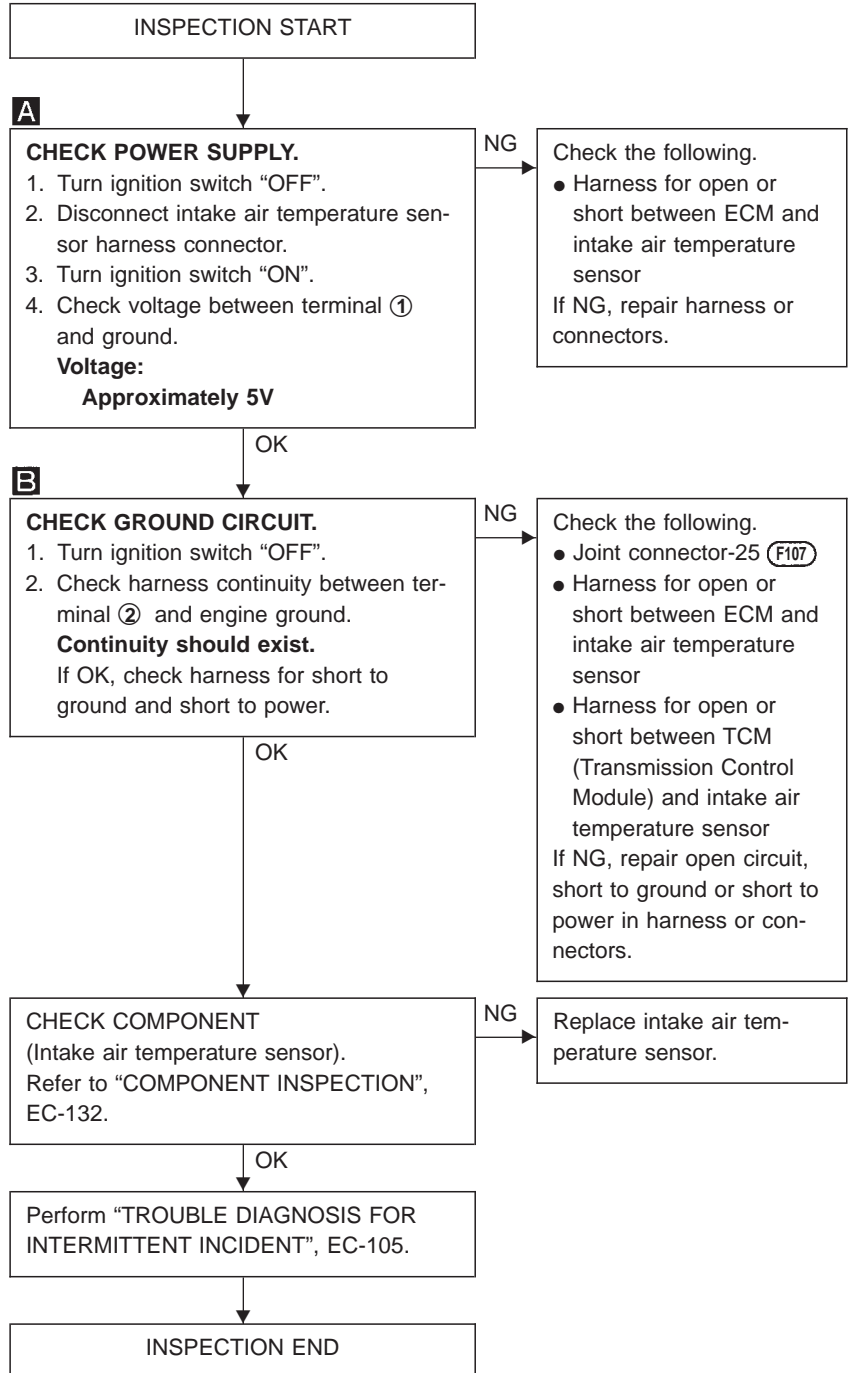 INSPECTION START
A
CHECK POWER SUPPLY.
1. Turn ignition switch “OFF”.
2. Disconnect intake air temperature sen-
sor harness connector.
3. Turn ignition switch “ON”.
4. Check voltage between terminal ①
and ground.
Voltage:
Approximately 5V
NG
Check the following.
● Harness for open or
short between ECM and
intake air temperature
sensor
If NG, repair harness or
connectors.
OK
B
CHECK GROUND CIRCUIT.
1. Turn ignition switch “OFF”.
2. Check harness continuity between ter-
minal ② and engine ground.
Continuity should exist.
If OK, check harness for short to
ground and short to power.
NG
Check the following.
● Joint connector-25 F107
● Harness for open or
short between ECM and
intake air temperature
sensor
● Harness for open or
short between TCM
(Transmission Control
Module) and intake air
temperature sensor
If NG, repair open circuit,
short to ground or short to
power in harness or con-
nectors.
OK
CHECK COMPONENT
(Intake air temperature sensor).
Refer to “COMPONENT INSPECTION”,
EC-132.
NG
Replace intake air tem-
perature sensor.
OK
Perform “TROUBLE DIAGNOSIS FOR
INTERMITTENT INCIDENT”, EC-105.
INSPECTION END